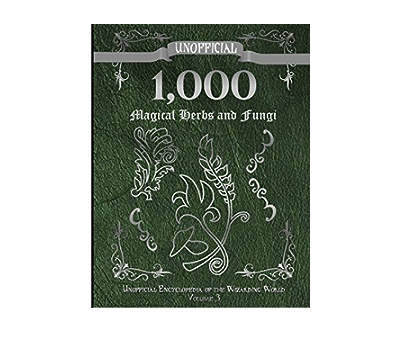 UNOFFICIAL
1,000
Magical Herbs and Fungi
Unofficial Encyclopedia of the Wizarding World
Volume 3